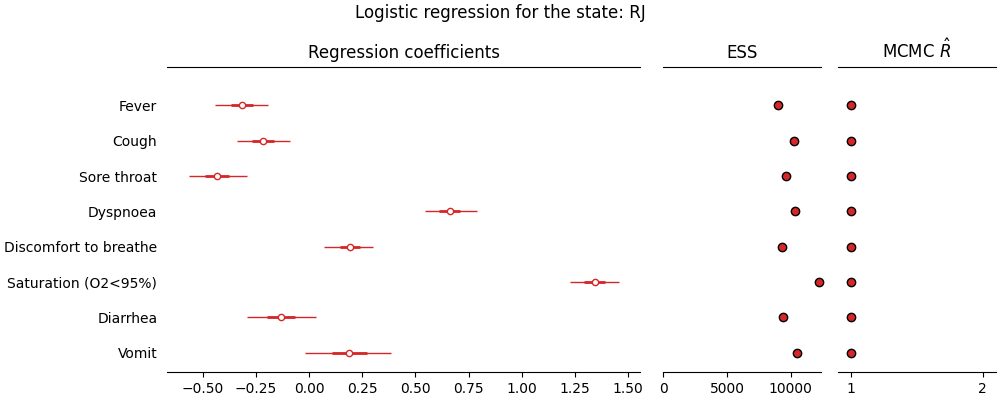 Logistic regression for the state: RJ
Regression coefficients
ESS
MCMC R̂
Fever
Cough
Sore throat
Dyspnoea
Discomfort to breathe
Saturation (O2<95%)
Diarrhea
Vomit
−0.50 −0.25 0.00 0.25 0.50 0.75 1.00 1.25 1.50
0 5000 10000
1 2